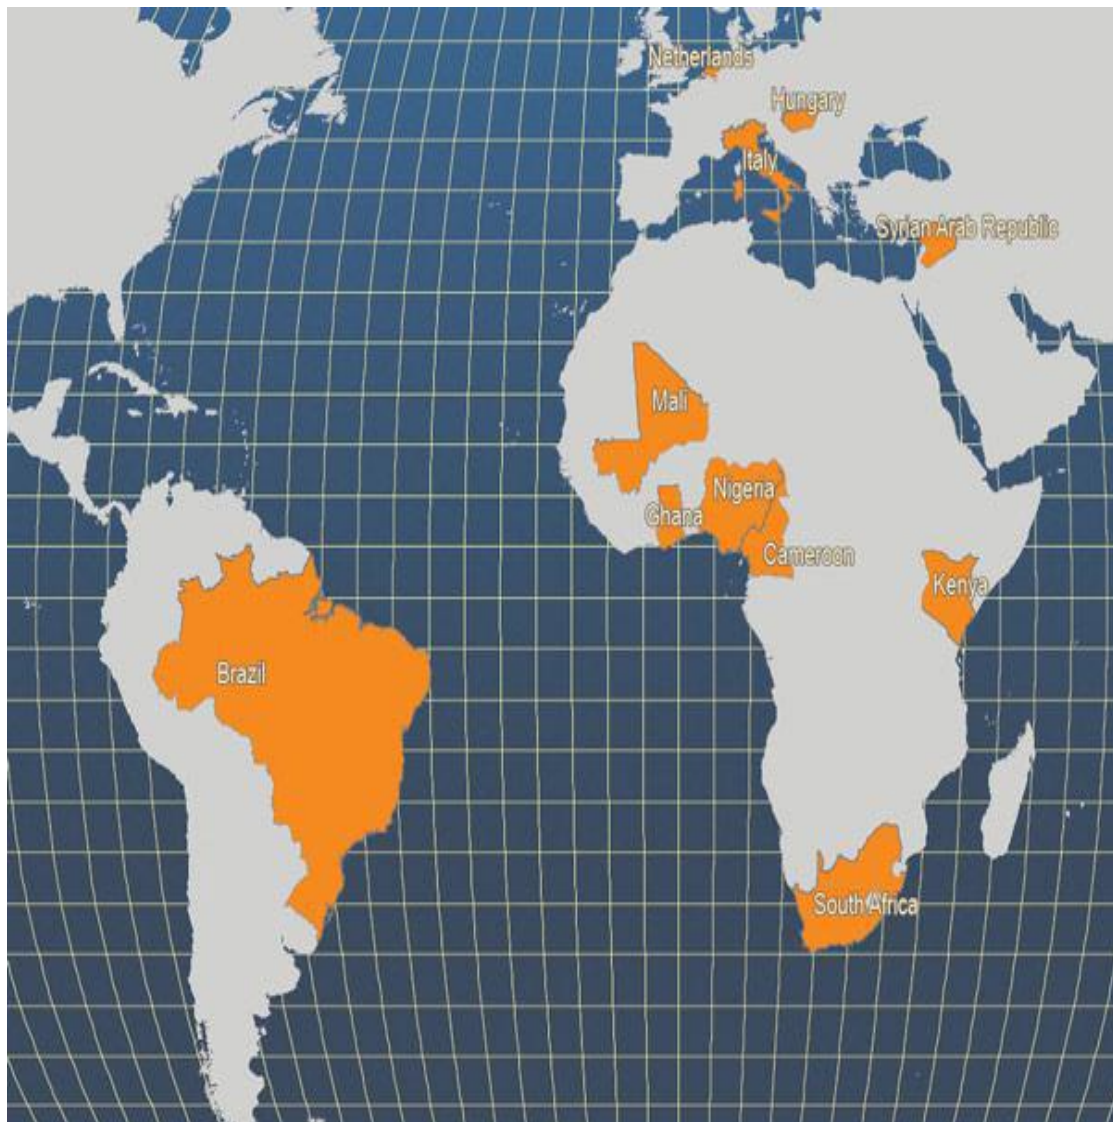 Netherlands
Hungary
Italy
Syrian Arab Republic
Mali
Nigeria
Ghana
Cameroon
Kenya
Brazil
South Africa